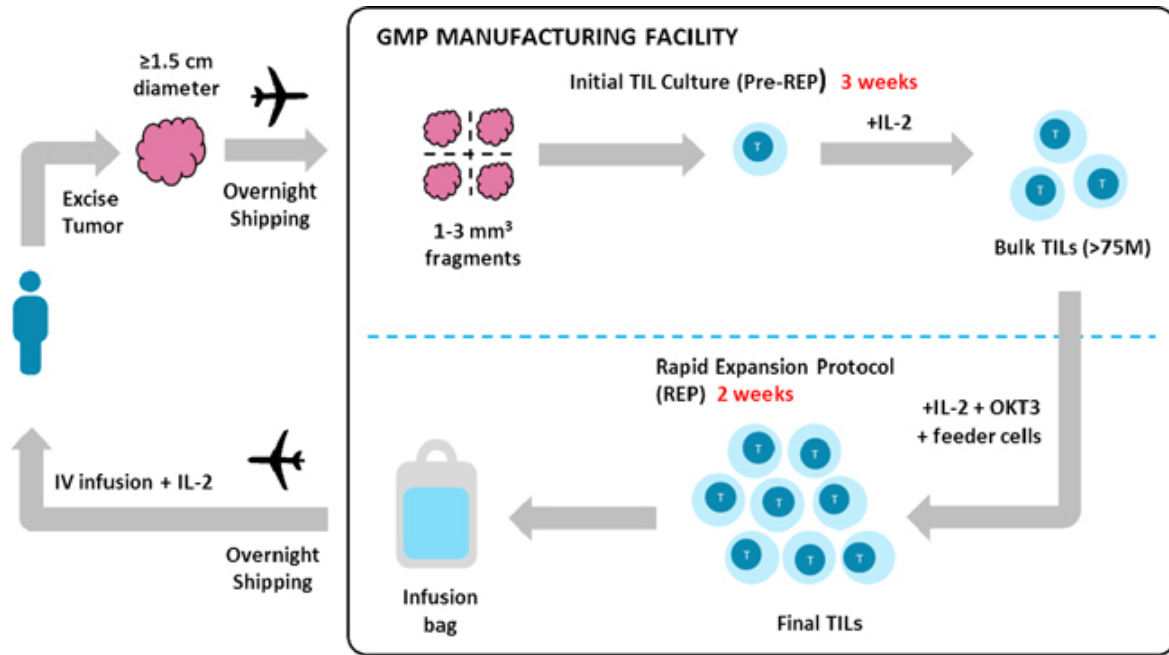 GMP MANUFACTURING FACILITY
≥1.5 cm
diameter
Excise
Tumor
Overnight
Shipping
Initial TIL Culture (Pre-REP) 3 weeks
1-3 mm³
fragments
T
+IL-2
T
T
T
Bulk TILs (>75M)
+IL-2 + OKT3
+ feeder cells
Rapid Expansion Protocol
(REP) 2 weeks
T
T
T
T
T
T
T
T
Final TILs
Infusion
bag
IV infusion + IL-2
Overnight
Shipping